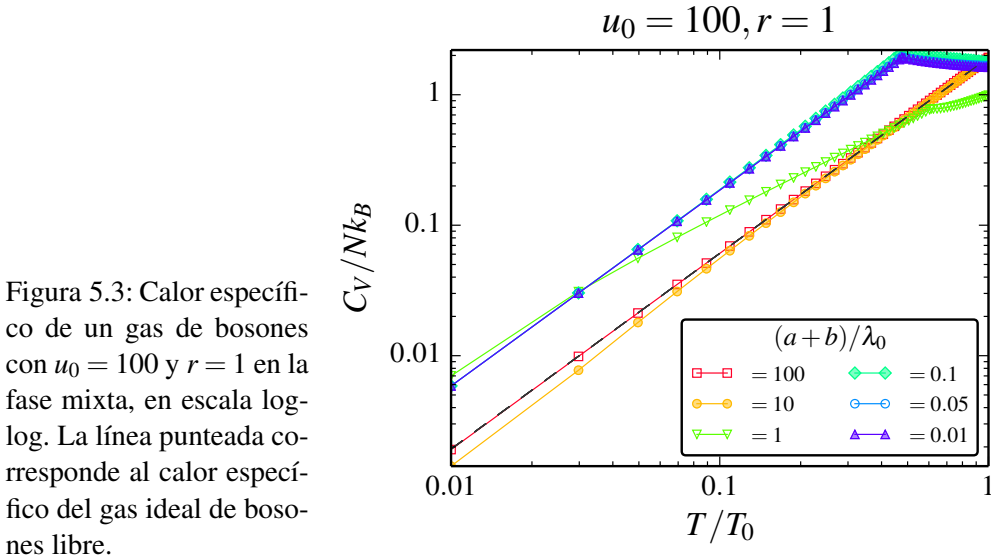 u₀ = 100, r = 1
1
0.1
0.01
C_V/Nk_B
0.01
0.1
1
T/T₀
(a+b)/λ₀
= 100
= 0.1
= 10
= 0.05
= 1
= 0.01
Figura 5.3: Calor específi-
co de un gas de bosones
con u₀ = 100 y r = 1 en la
fase mixta, en escala log-
log. La línea punteada co-
rresponde al calor especí-
fico del gas ideal de boso-
nes libre.